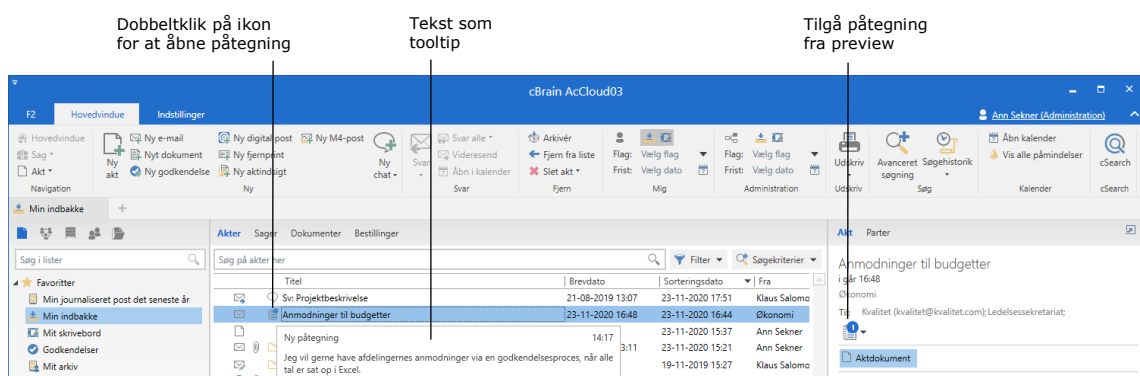 Dobbeltklik på ikon
for at åbne påtegning
Tekst som
tooltip
Tilgå påtegning
fra preview
cBrain AcCloud03
F2 Hovedvindue Indstillinger Ann Sekner (Administration)
Hovedvindue
Sag
Akt
Navigation
Ny
akt
Ny e-mail
Nyt dokument
Ny godkendelse
Ny digital post
Ny fjernprint
Ny aktindsigt
Ny M4-post
Ny
chat
Ny
Svar
Svar alle
Videresend
Åbn i kalender
Svar
Arkivér
Fjern fra liste
Slet akt
Fjern
Flag: Vælg flag
Frist: Vælg dato
Mig
Flag: Vælg flag
Frist: Vælg dato
Administration
Udskriv
Udskriv
Avanceret
søgning
Søgehistorik
Søg
Åbn kalender
Vis alle påmindelser
Kalender
cSearch
cSearch
Min indbakke
Søg i lister
Favoritter
Min journaliseret post det seneste år
Min indbakke
Mit skrivebord
Godkendelser
Mit arkiv
Akter Sager Dokumenter Bestillinger
Søg på akter her Filter Søgekriterier
Titel Brevdato Sorteringsdato Fra
Sv: Projektbeskrivelse 21-08-2019 13:07 23-11-2020 17:51 Klaus Salomo
Anmodninger til budgetter 23-11-2020 16:48 23-11-2020 16:44 Økonomi
23-11-2020 15:37 Ann Sekner
3:11 23-11-2020 15:21 Ann Sekner
19-11-2020 15:27 Klaus Salomo
Ny påtegning 14:17
Jeg vil gerne have afdelingernes anmodninger via en godkendelsesproces, når alle
tal er sat op i Excel.
Akt Parter
Anmodninger til budgetter
i går 16:48
Økonomi
Til: Kvalitet (kvalitet@kvalitet.com); Ledelsessekretariat;
1
Aktdokument